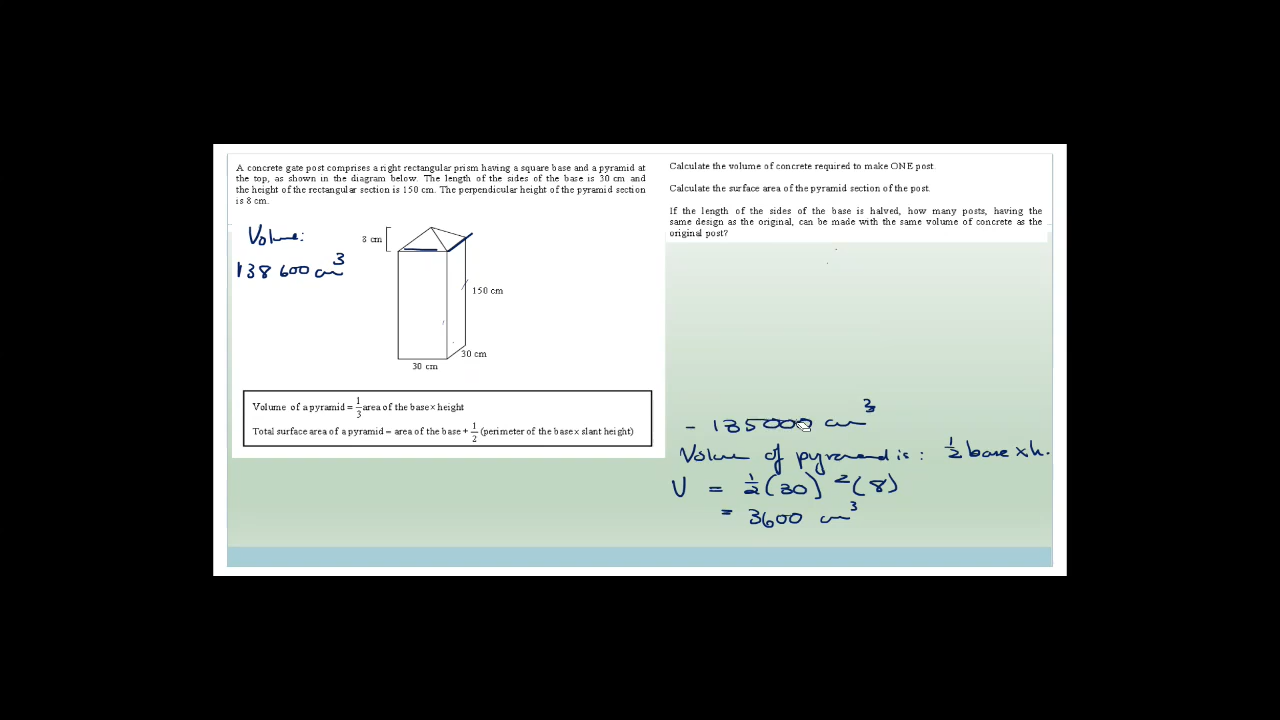 A concrete gate post comprises a right rectangular prism having a square base and a pyramid at
the top, as shown in the diagram below. The length of the sides of the base is 30 cm and
the height of the rectangular section is 150 cm. The perpendicular height of the pyramid section
is 8 cm.
Volume:
138 600 cm³
8 cm
150 cm
30 cm
30 cm
Volume of a pyramid = 1/3 area of the base × height
Total surface area of a pyramid = area of the base + 1/2 (perimeter of the base × slant height)
Calculate the volume of concrete required to make ONE post.
Calculate the surface area of the pyramid section of the post.
If the length of the sides of the base is halved, how many posts, having the
same design as the original, can be made with the same volume of concrete as the
original post?
- 135000 cm³
Volume of pyramid is : 1/2 base × h.
V = 1/2 (30)² (8)
= 3600 cm³